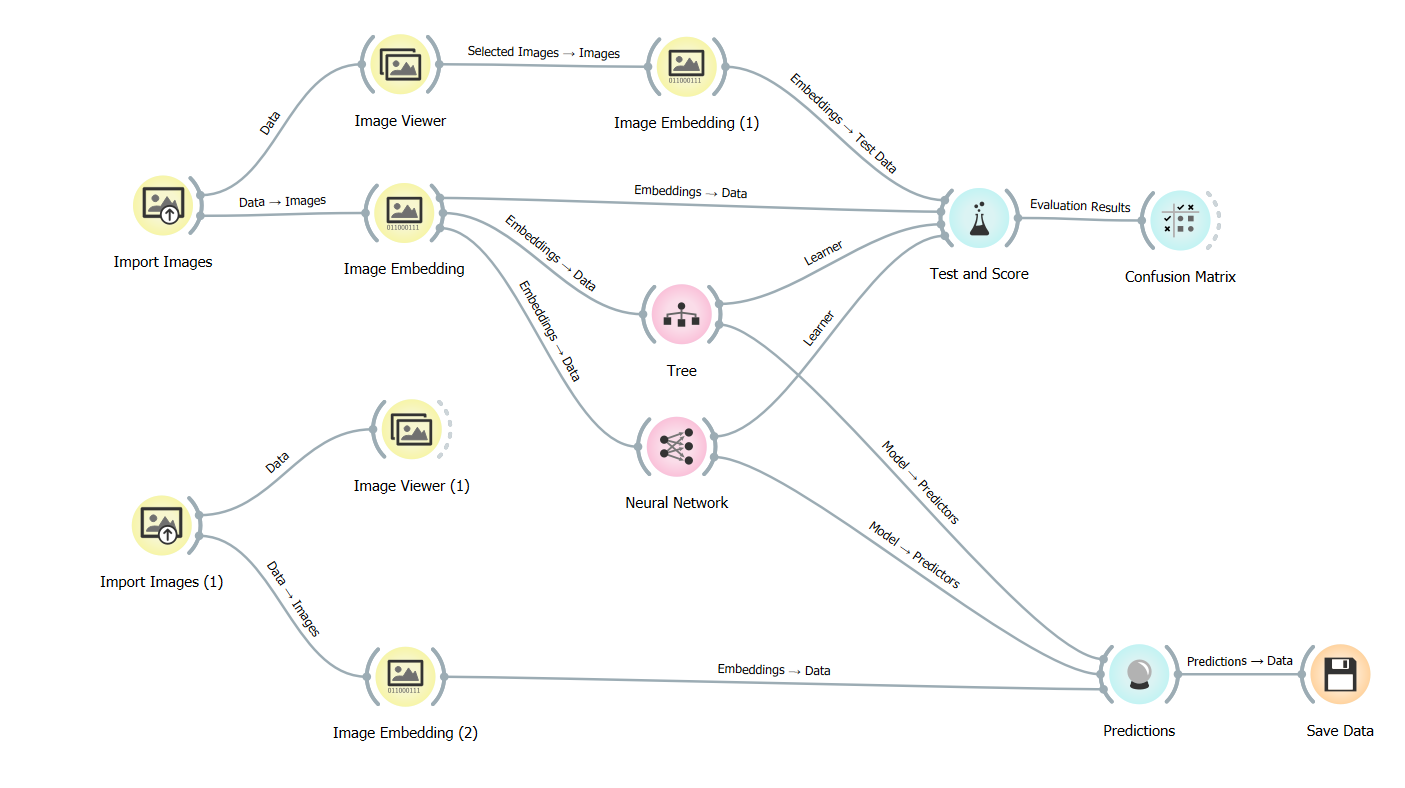 Selected Images → Images
Image Viewer
Image Embedding (1)
Data
Embeddings → Test Data
Data → Images
Embeddings → Data
Evaluation Results
Import Images
Image Embedding
Embeddings → Data
Embeddings → Data
Learner
Test and Score
Confusion Matrix
Tree
Learner
Data
Image Viewer (1)
Neural Network
Model → Predictors
Model → Predictors
Import Images (1)
Data → Images
Embeddings → Data
Predictions → Data
Image Embedding (2)
Predictions
Save Data
011000111
011000111
011000111